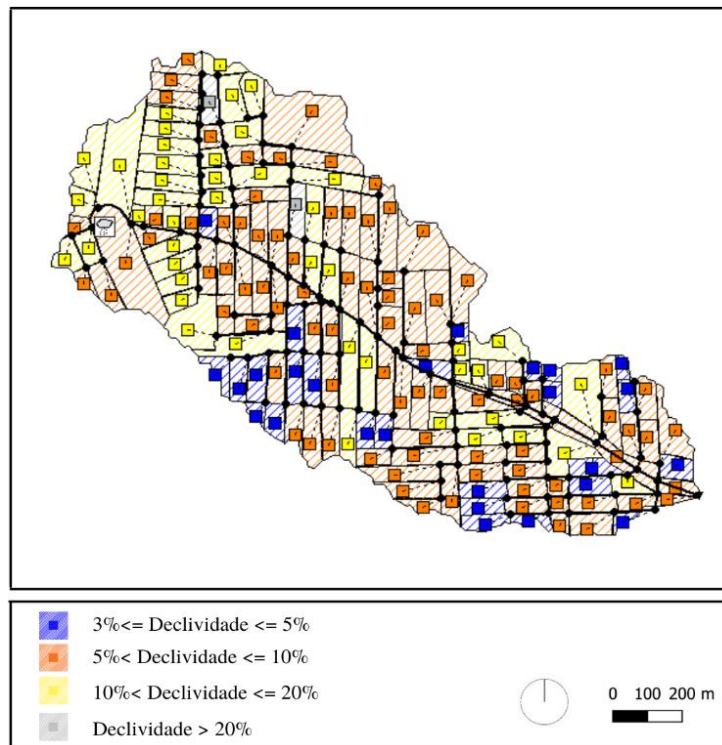 3%<= Declividade <= 5%
5%< Declividade <= 10%
10%< Declividade <= 20%
Declividade > 20%
0 100 200 m